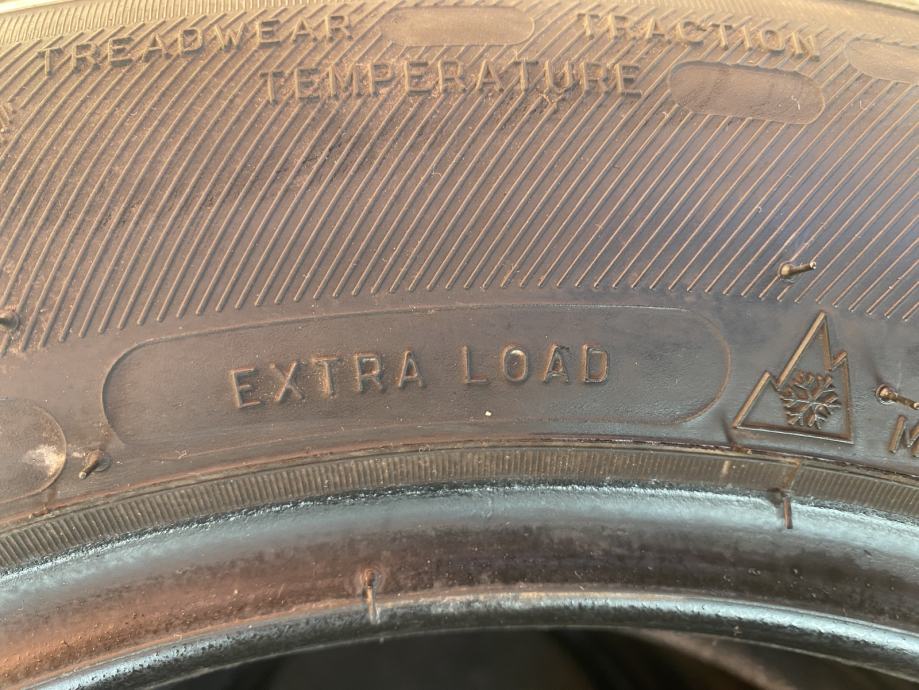 TREADWEAR TRACTION
TEMPERATURE
EXTRA LOAD